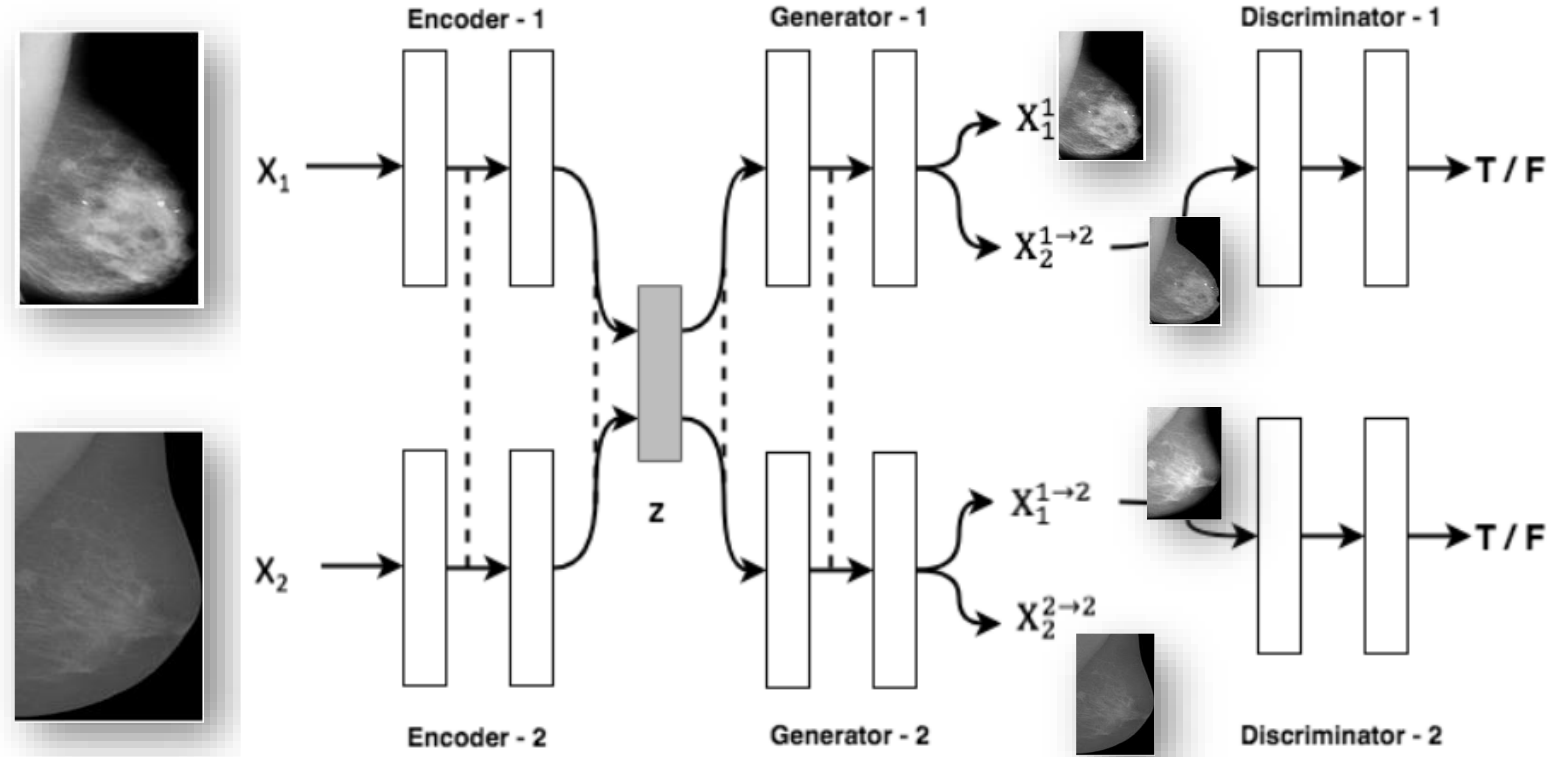 Encoder - 1
Generator - 1
Discriminator - 1
X₁
X₁¹
X₂¹→²
T / F
z
X₂
X₁¹→²
X₂²→²
T / F
Encoder - 2
Generator - 2
Discriminator - 2